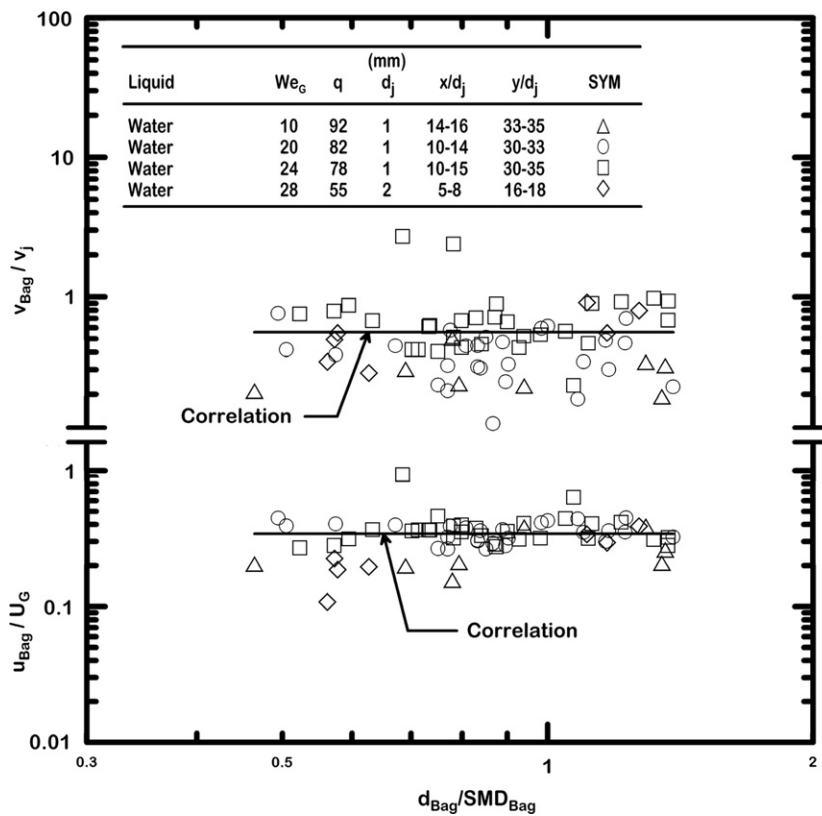 100
(mm)
Liquid We_G q d_j x/d_j y/d_j SYM
Water 10 92 1 14-16 33-35 △
Water 20 82 1 10-14 30-33 ○
Water 24 78 1 10-15 30-35 □
Water 28 55 2 5-8 16-18 ◇
10
v_Bag / v_j
1
Correlation
1
u_Bag / U_G
0.1
Correlation
0.01
0.3 0.5 1 2
d_Bag/SMD_Bag